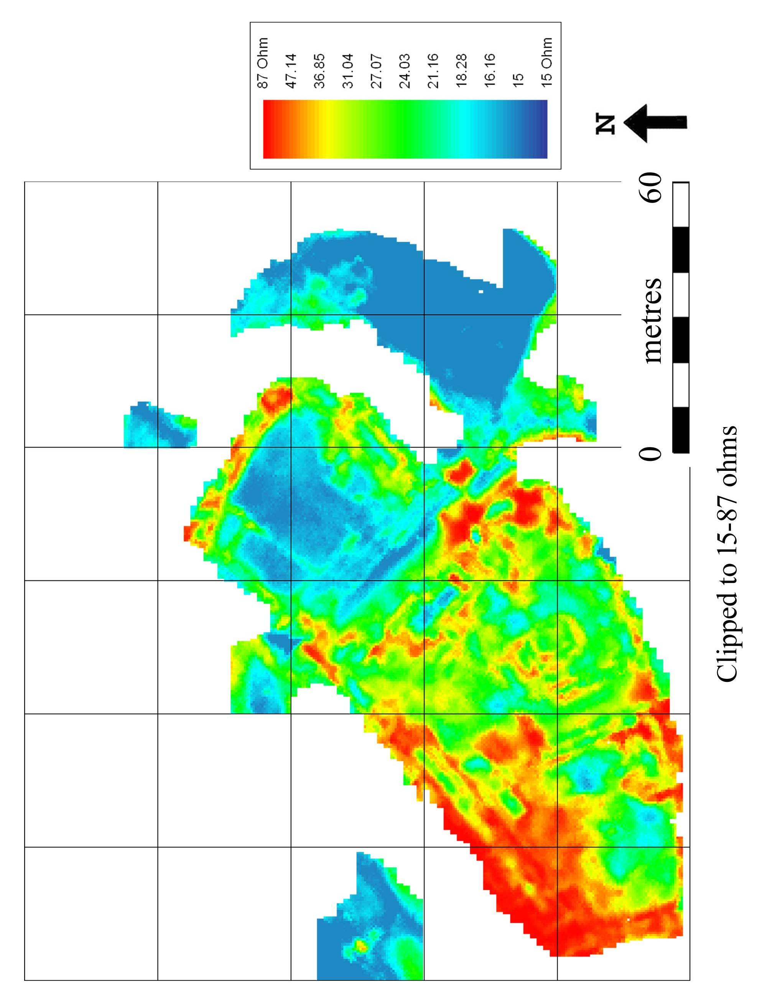 87 Ohm
47.14
36.85
31.04
27.07
24.03
21.16
18.28
16.16
15
15 Ohm
N
0 metres 60
Clipped to 15-87 ohms